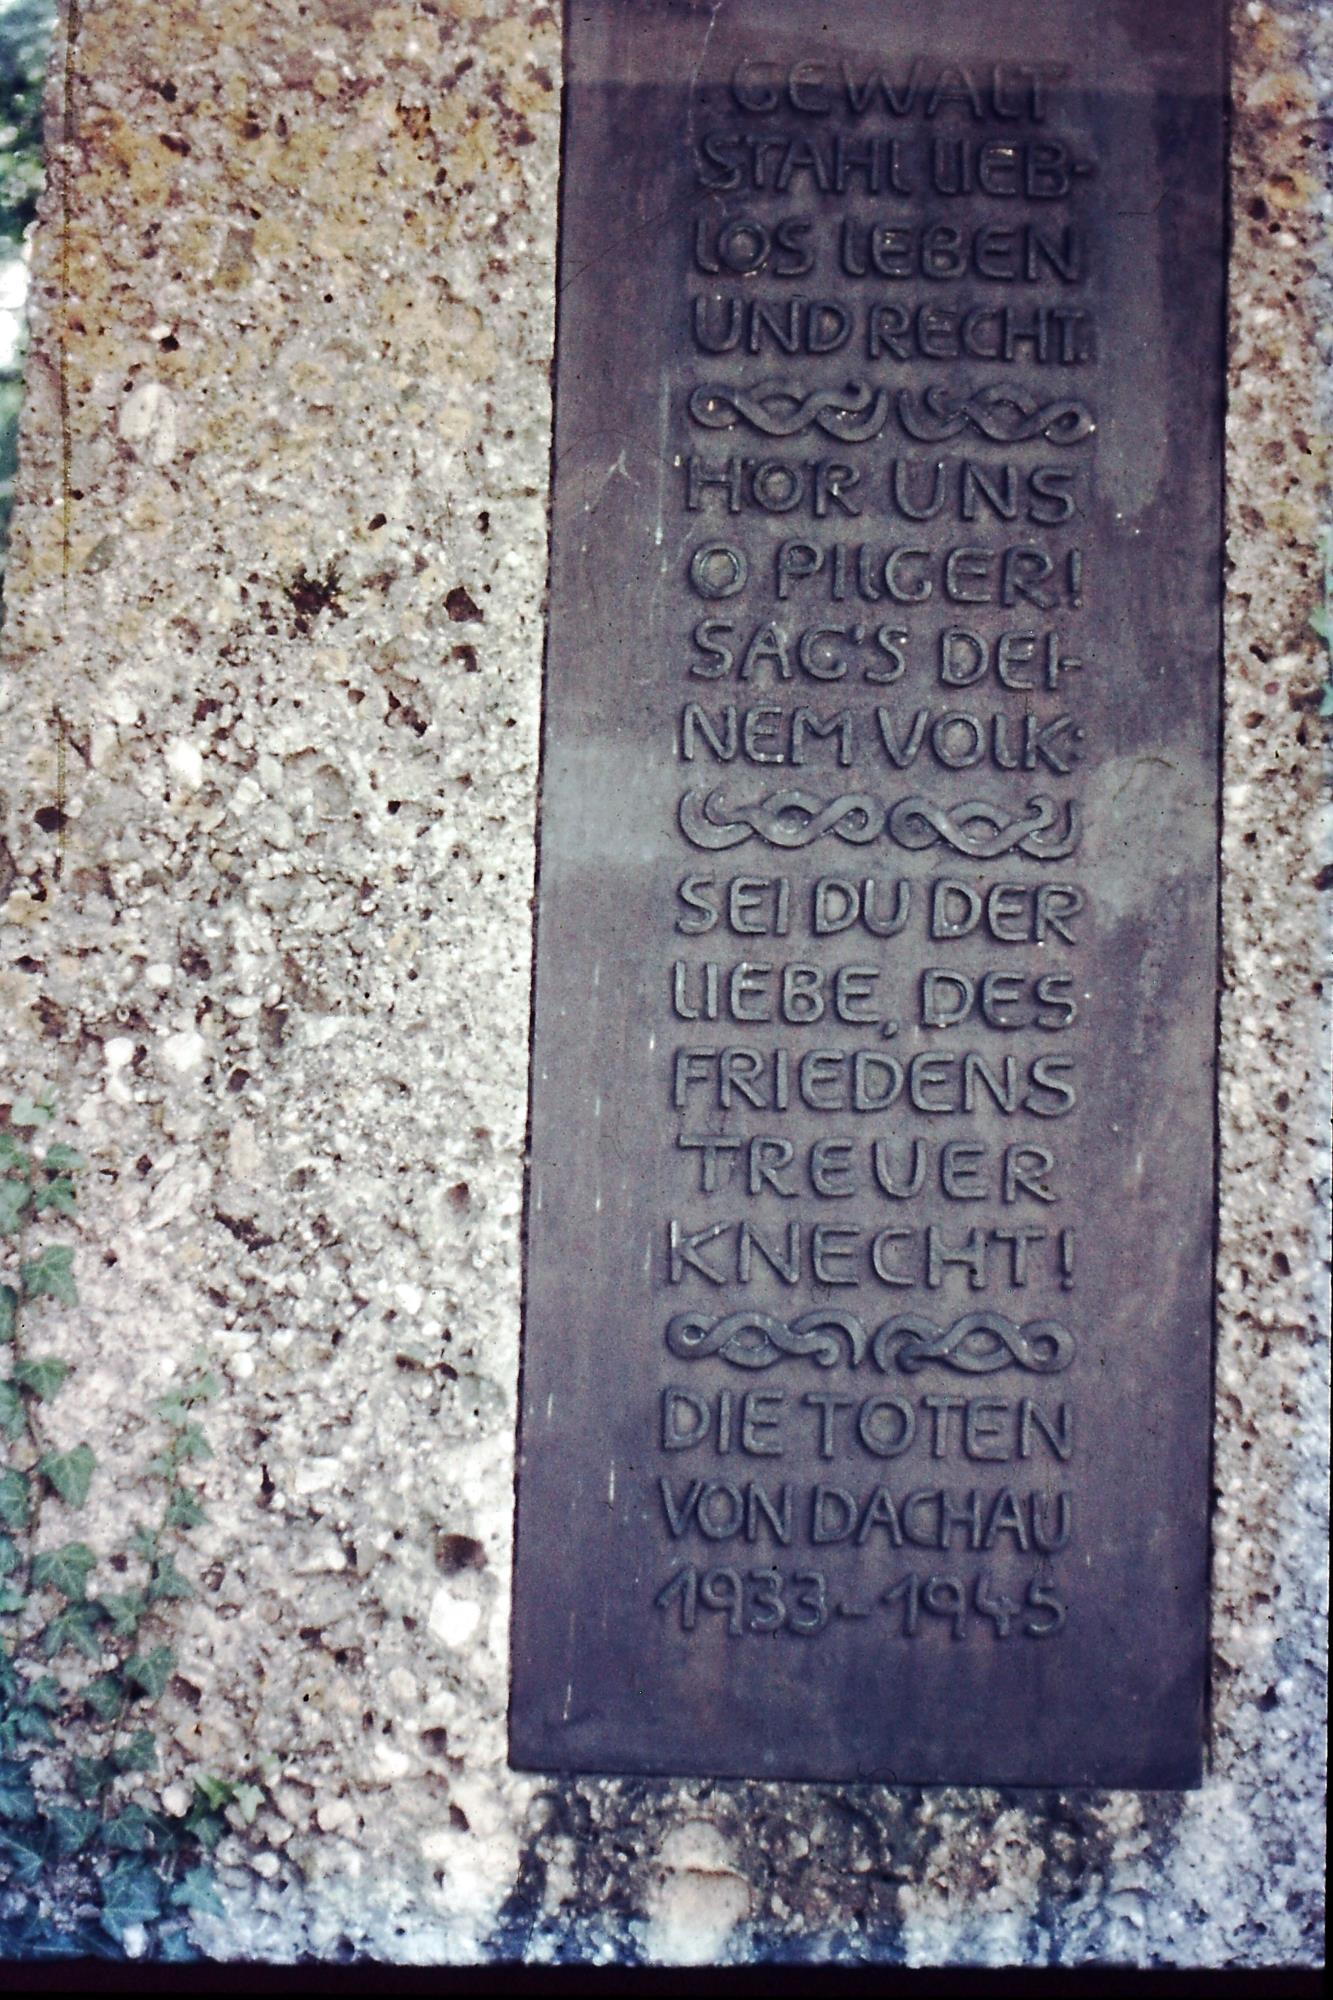 GEWALT
STAHL LIEB-
LOS LEBEN
UND RECHT.
HÖR UNS
O PILGER!
SAG'S DEI-
NEM VOLK:
SEI DU DER
LIEBE, DES
FRIEDENS
TREUER
KNECHT!
DIE TOTEN
VON DACHAU
1933-1945